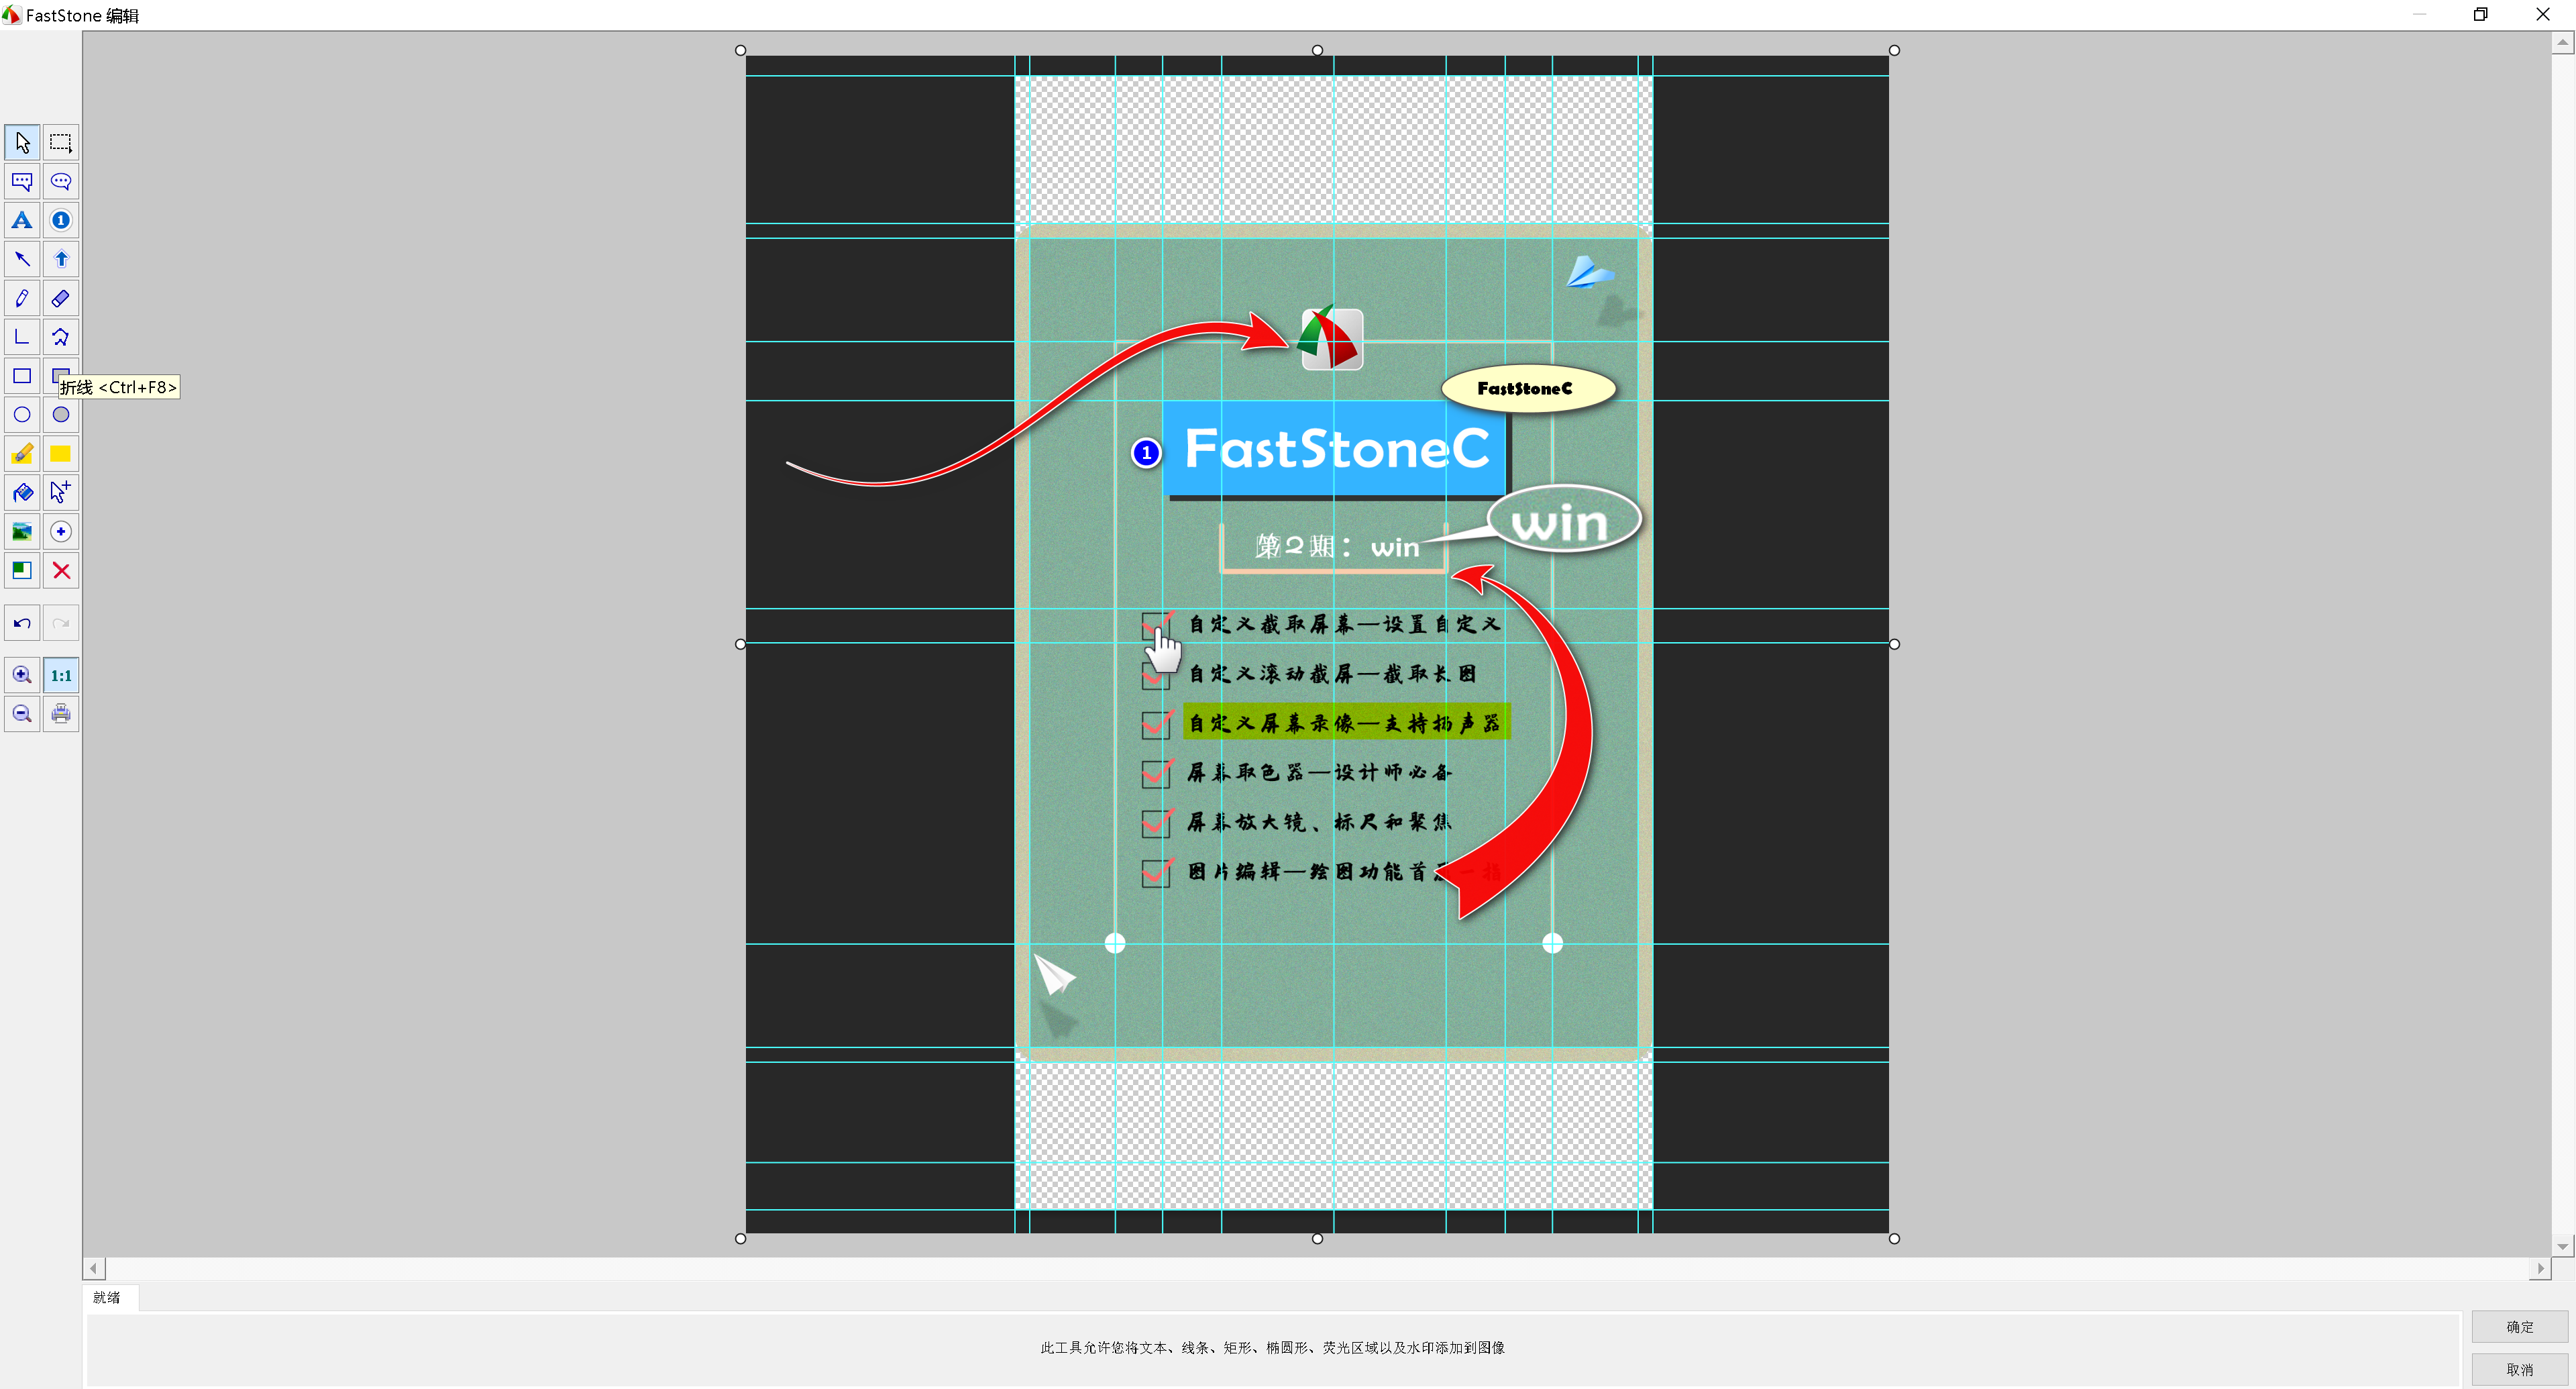 FastStone 编辑
折线 <Ctrl+F8>
1
1:1
FastStoneC
1
FastStoneC
第2期：win
win
自定义截取屏幕—设置自定义
自定义滚动截屏—截取长图
自定义屏幕录像—支持扬声器
屏幕取色器—设计师必备
屏幕放大镜、标尺和聚焦
图片编辑—绘图功能首屈一指
就绪
此工具允许您将文本、线条、矩形、椭圆形、荧光区域以及水印添加到图像
确定
取消